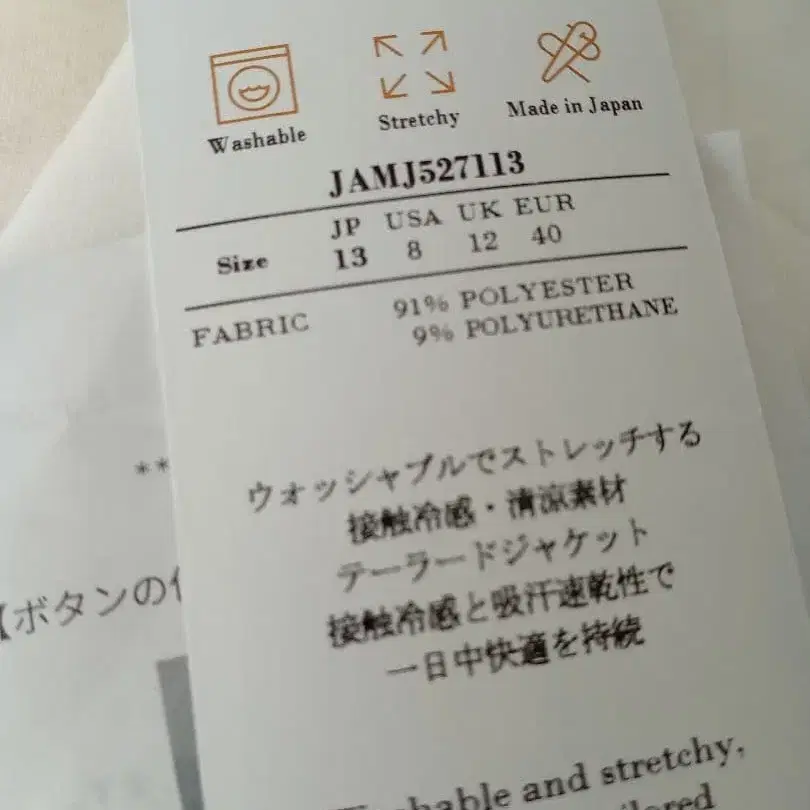 Washable Stretchy Made in Japan
JAMJ527113
JP USA UK EUR
Size 13 8 12 40
FABRIC 91% POLYESTER
9% POLYURETHANE
**
ウォッシャブルでストレッチする
接触冷感・清涼素材
テーラードジャケット
接触冷感と吸汗速乾性で
一日中快適を持続
【ボタンの
and stretchy,